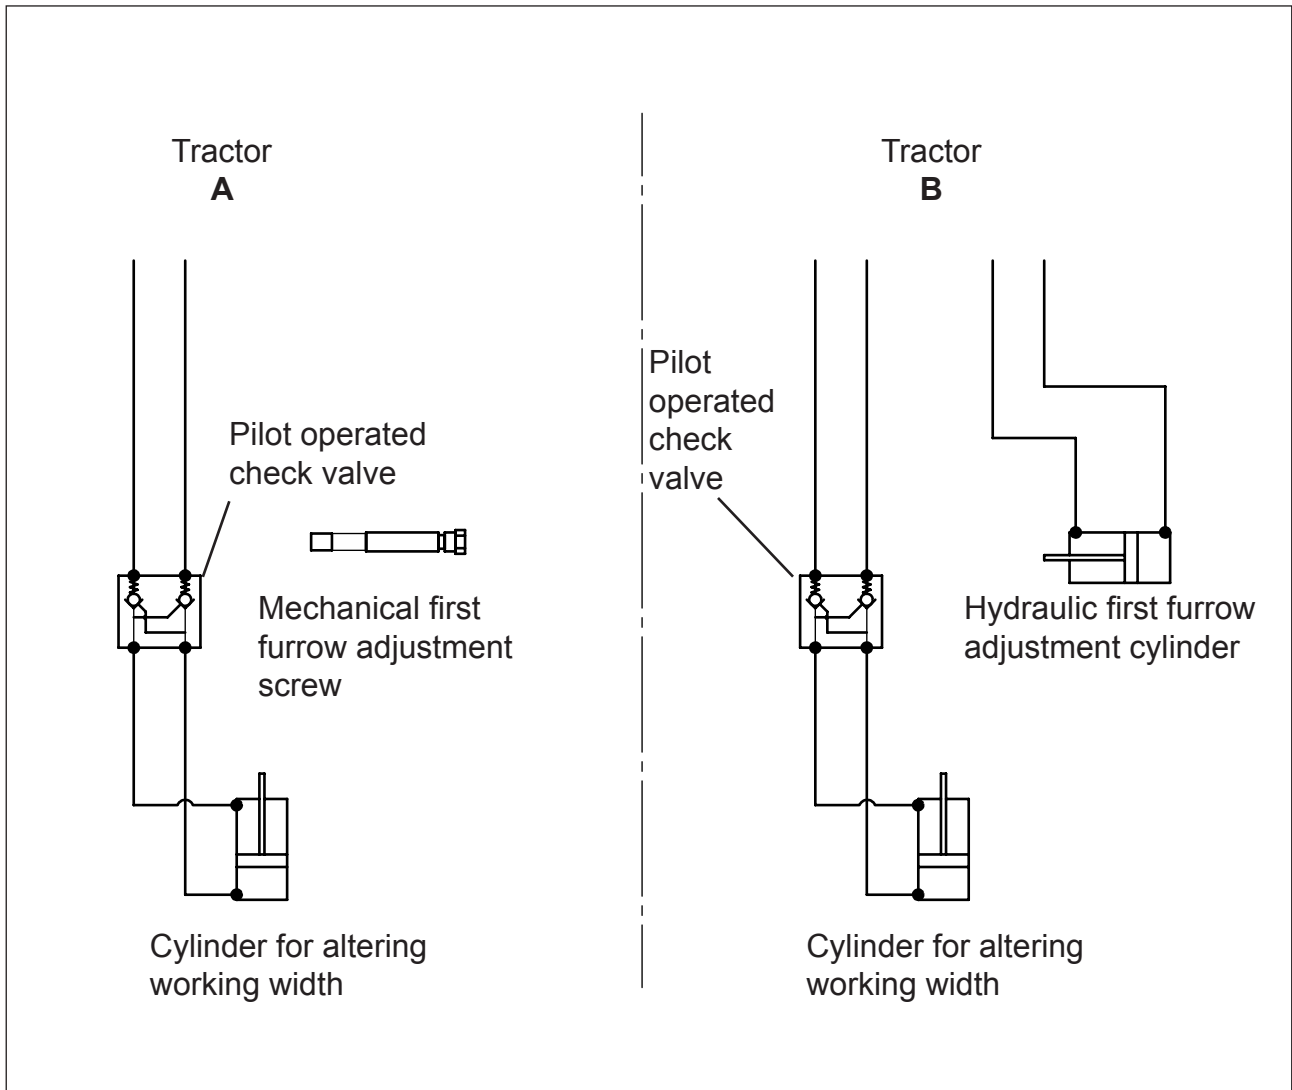 Tractor
A
Pilot operated
check valve
Mechanical first
furrow adjustment
screw
Cylinder for altering
working width
Tractor
B
Pilot
operated
check
valve
Hydraulic first furrow
adjustment cylinder
Cylinder for altering
working width